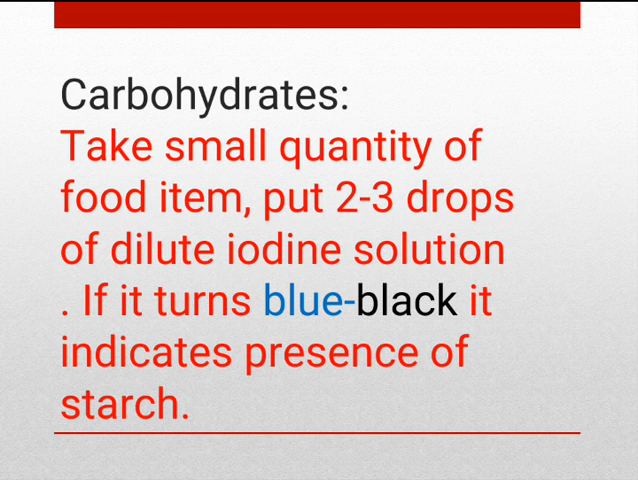 Carbohydrates:
Take small quantity of
food item, put 2-3 drops
of dilute iodine solution
. If it turns blue-black it
indicates presence of
starch.